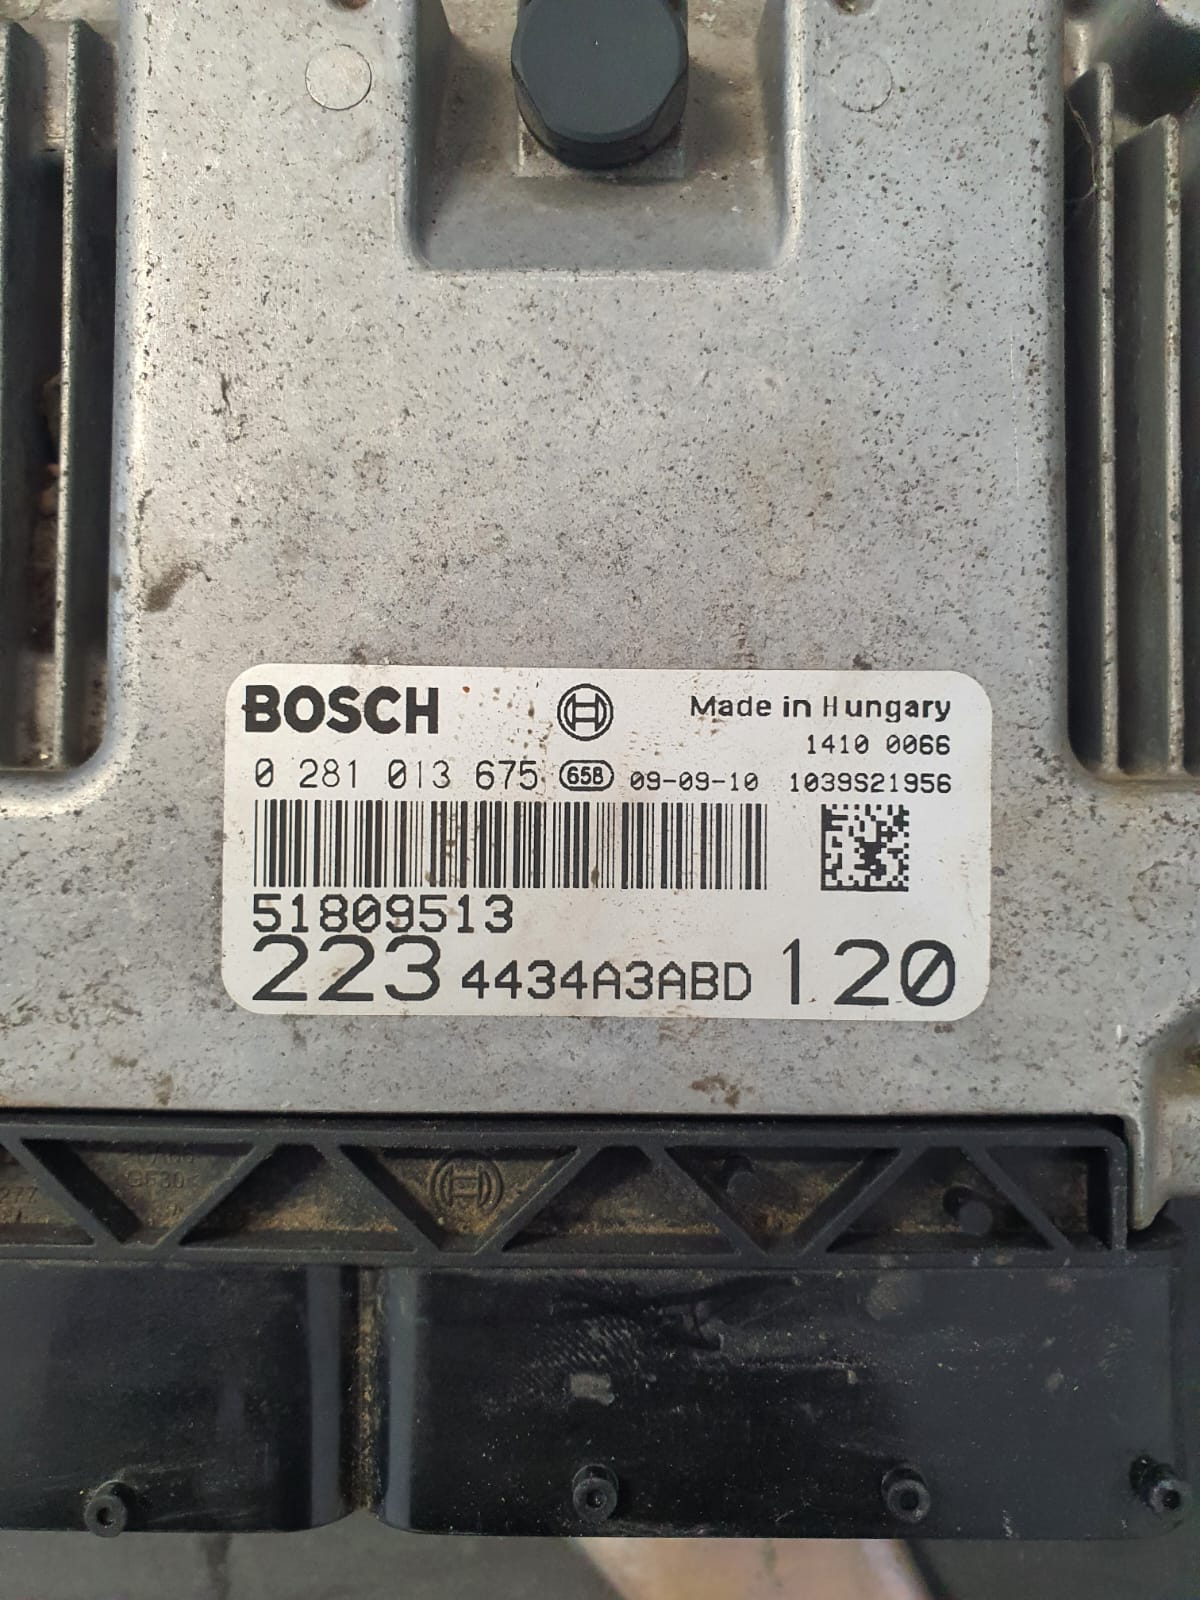 BOSCH
Made in Hungary
1410 0066
0 281 013 675 658 09-09-10 1039S21956
51809513
223 4434A3ABD 120